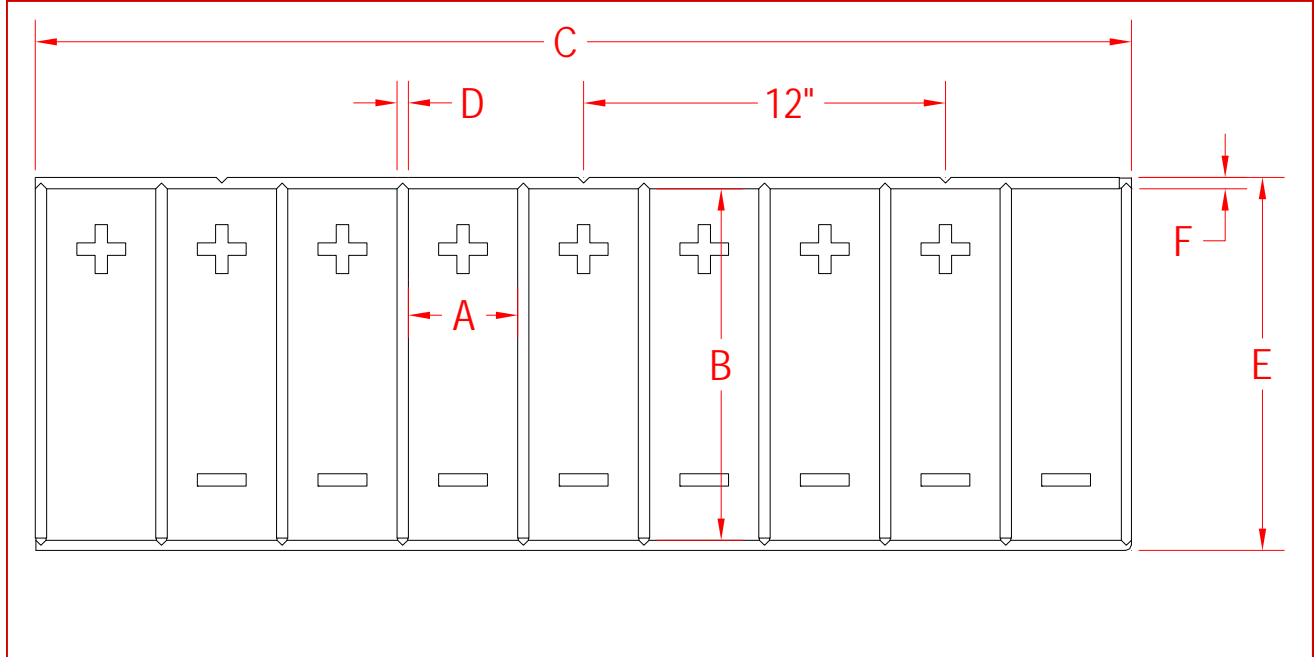 C
D 12"
F
A
B E
+ + + + + + + +
- - - - - - - -